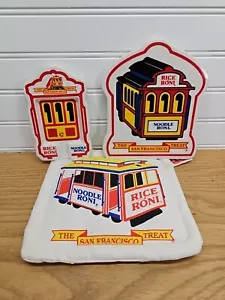 RICE
RONI
NOODLE
RONI
RICE
RONI.
NOODLE
RONI.
THE SAN FRANCISCO TREAT
NOODLE
RONI.
RICE
RONI.
THE SAN FRANCISCO TREAT